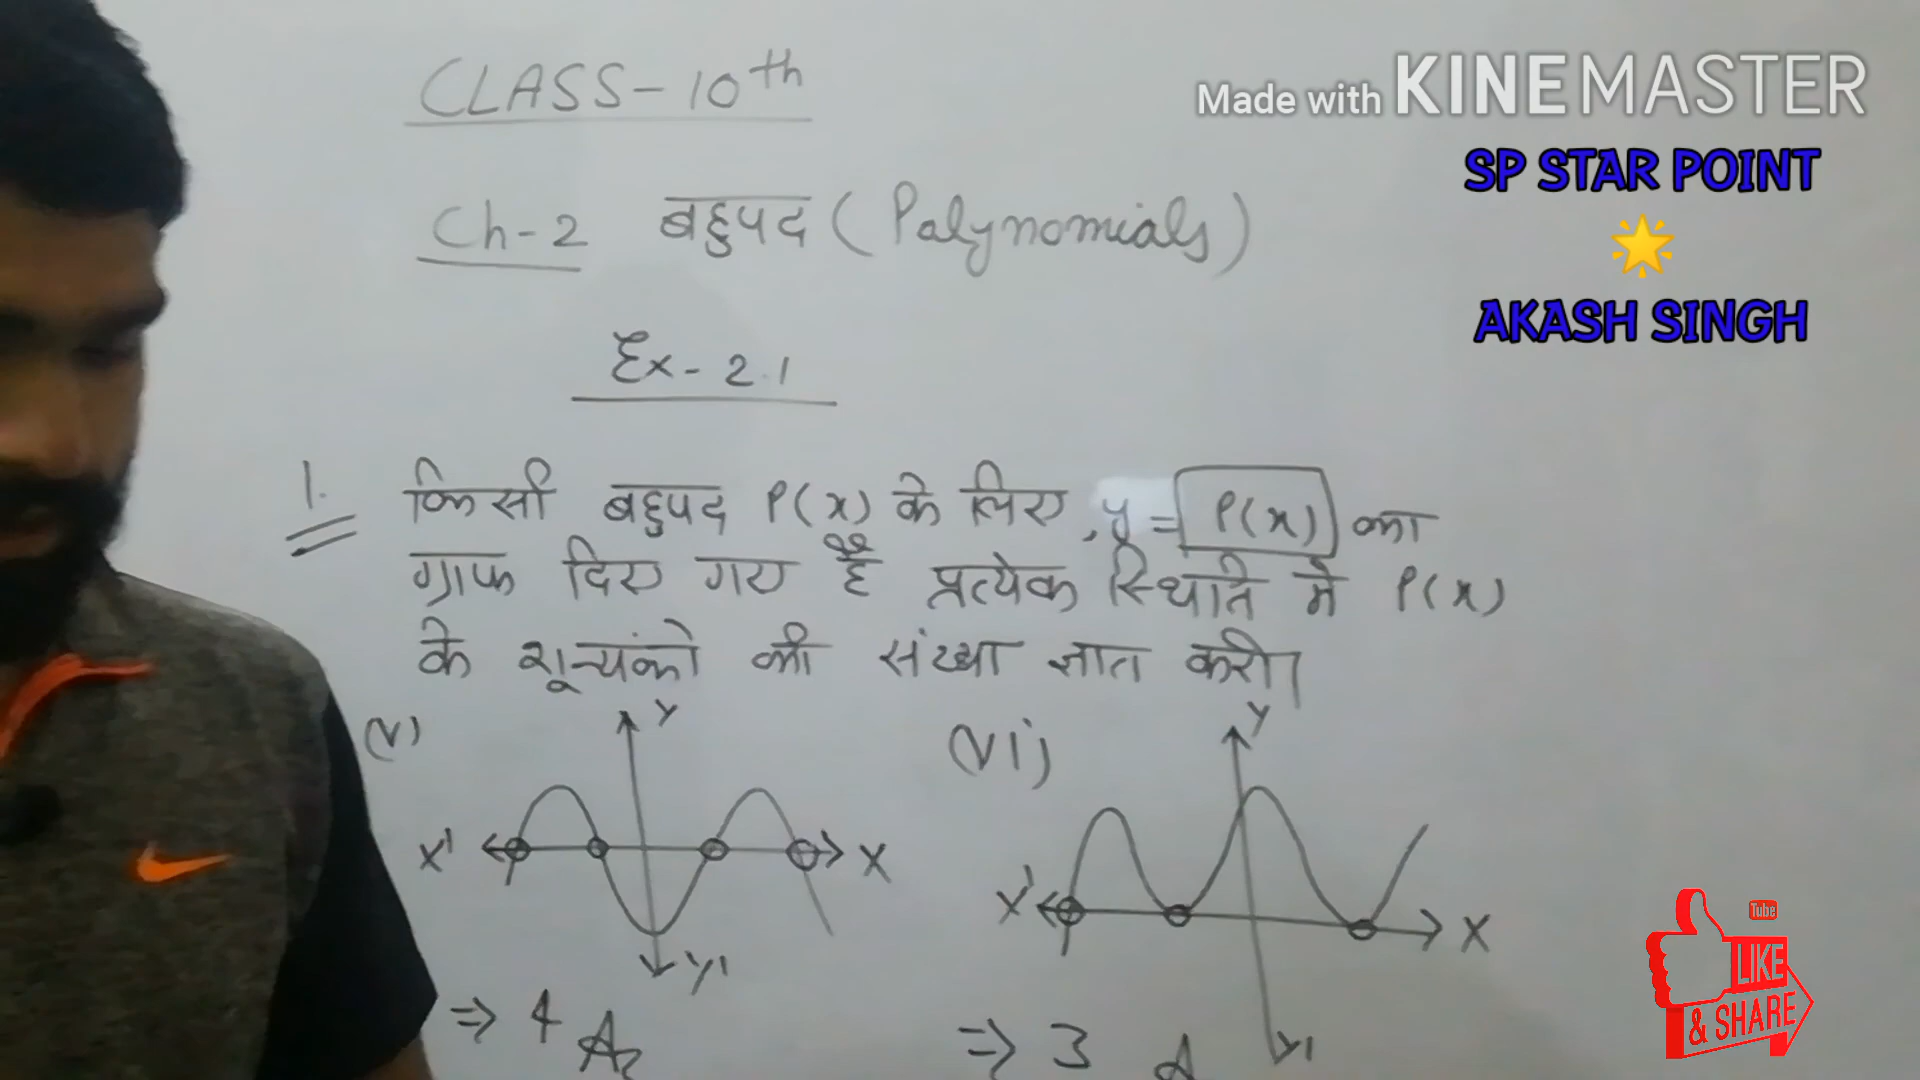 CLASS-10th
Made with KINEMASTER
SP STAR POINT
AKASH SINGH
Ch-2 बहुपद (Polynomials)
Ex-2.1
1. किसी बहुपद P(x) के लिए, y = P(x) का
ग्राफ दिए गए है प्रत्येक स्थिति में P(x)
के शून्यंको की संख्या ज्ञात करो।
(v) Y
(vi) Y
X' X
X' X
Y'
Y'
⇒ 4 A
⇒ 3 A
Tube
LIKE
& SHARE